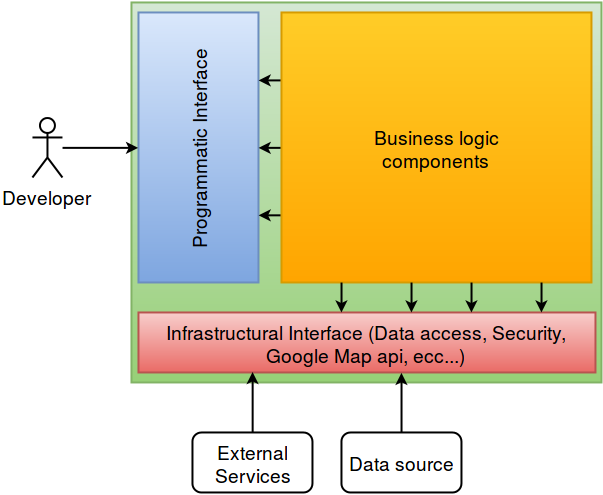 Developer
Programmatic Interface
Business logic
components
Infrastructural Interface (Data access, Security,
Google Map api, ecc...)
External
Services
Data source